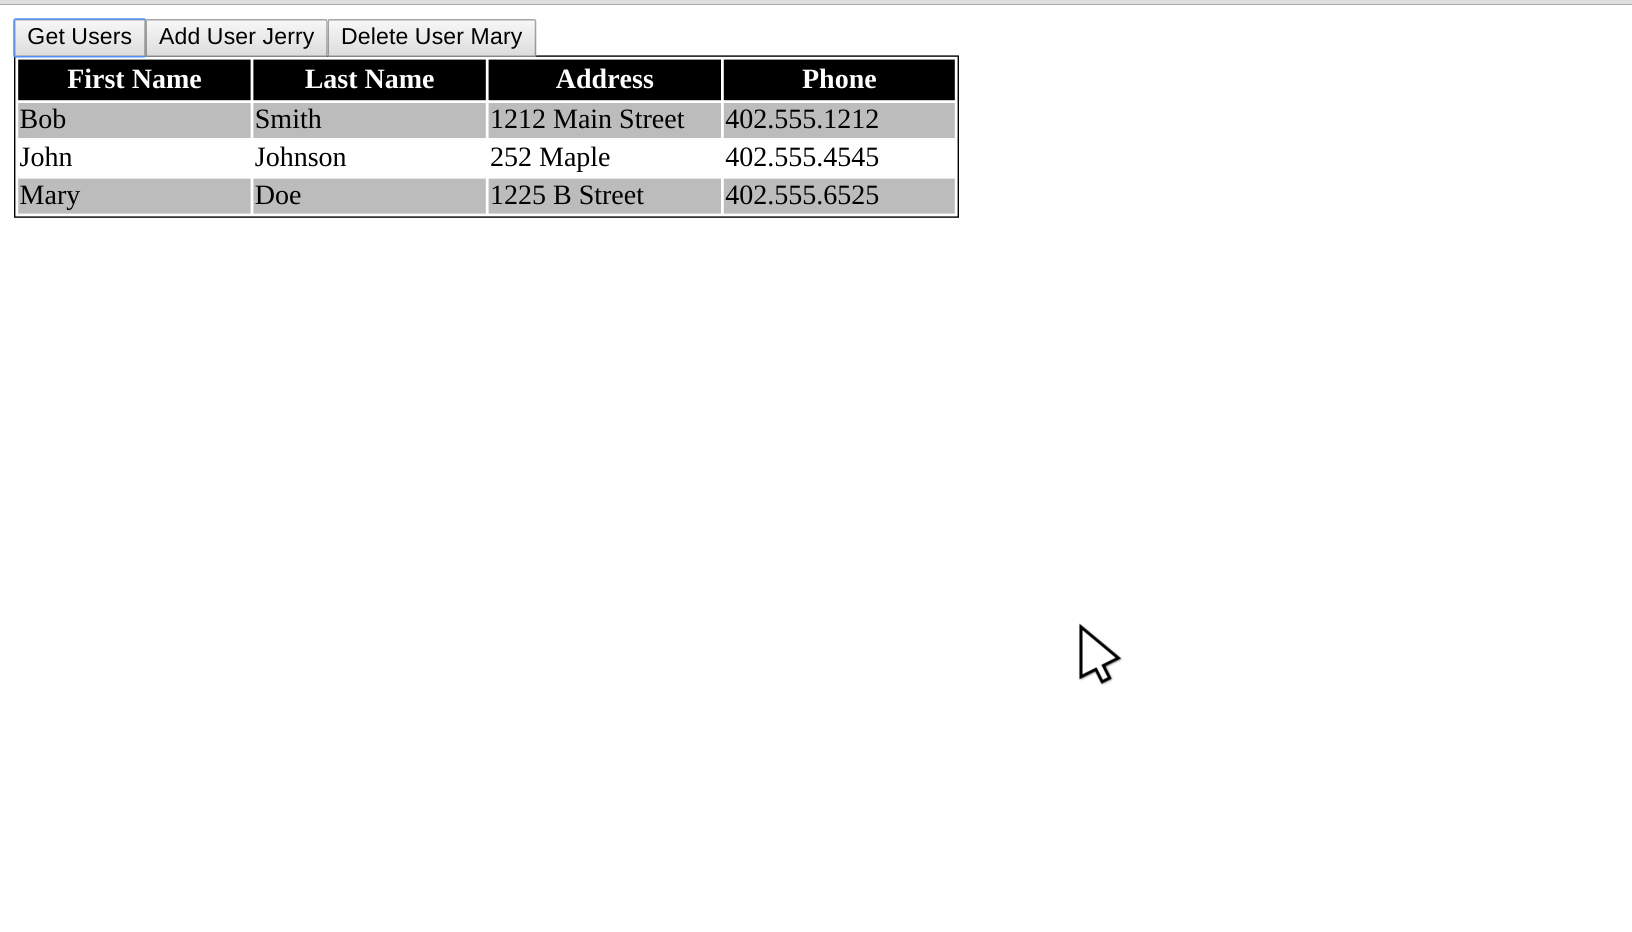 Get Users Add User Jerry Delete User Mary
First Name Last Name Address Phone
Bob Smith 1212 Main Street 402.555.1212
John Johnson 252 Maple 402.555.4545
Mary Doe 1225 B Street 402.555.6525